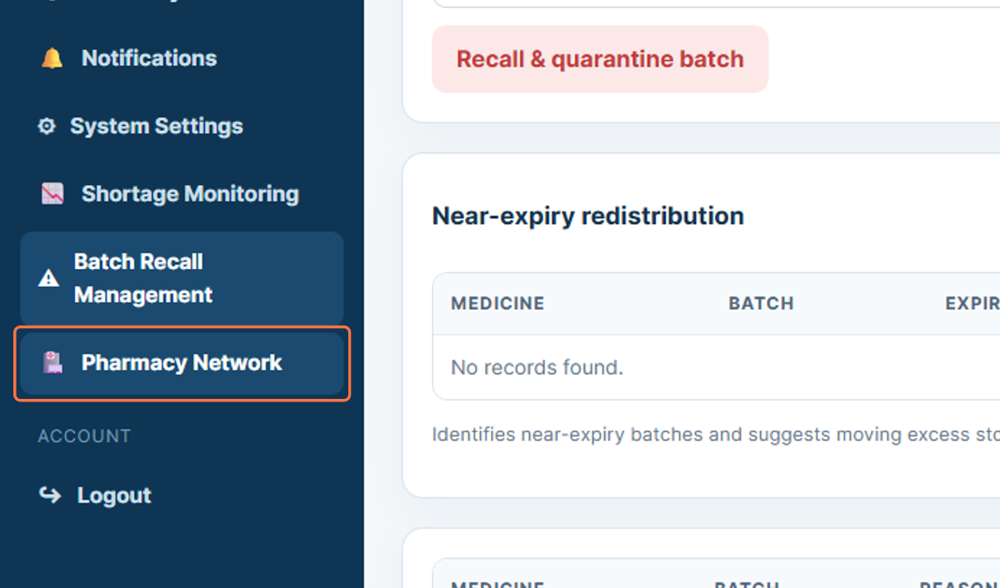 Notifications
System Settings
Shortage Monitoring
Batch Recall
Management
Pharmacy Network
ACCOUNT
Logout
Recall & quarantine batch
Near-expiry redistribution
MEDICINE BATCH EXPIR
No records found.
Identifies near-expiry batches and suggests moving excess sto
MEDICINE BATCH REASON